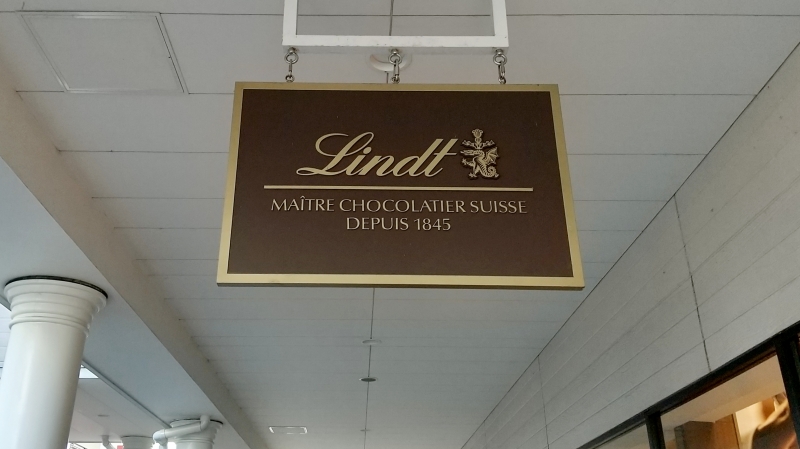 Lindt
MAÎTRE CHOCOLATIER SUISSE
DEPUIS 1845